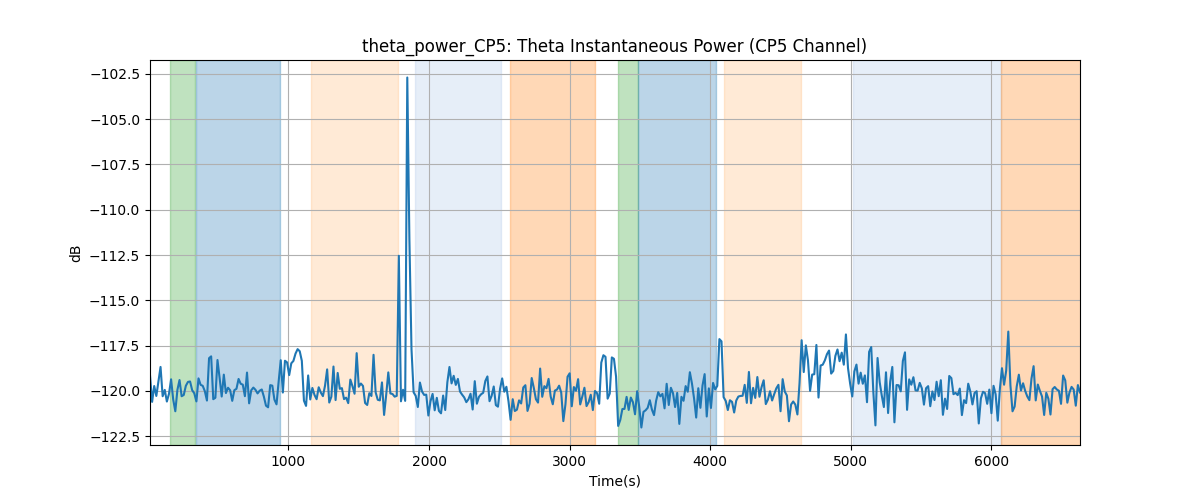 theta_power_CP5: Theta Instantaneous Power (CP5 Channel)
−102.5
−105.0
−107.5
−110.0
−112.5
−115.0
−117.5
−120.0
−122.5
dB
1000 2000 3000 4000 5000 6000
Time(s)